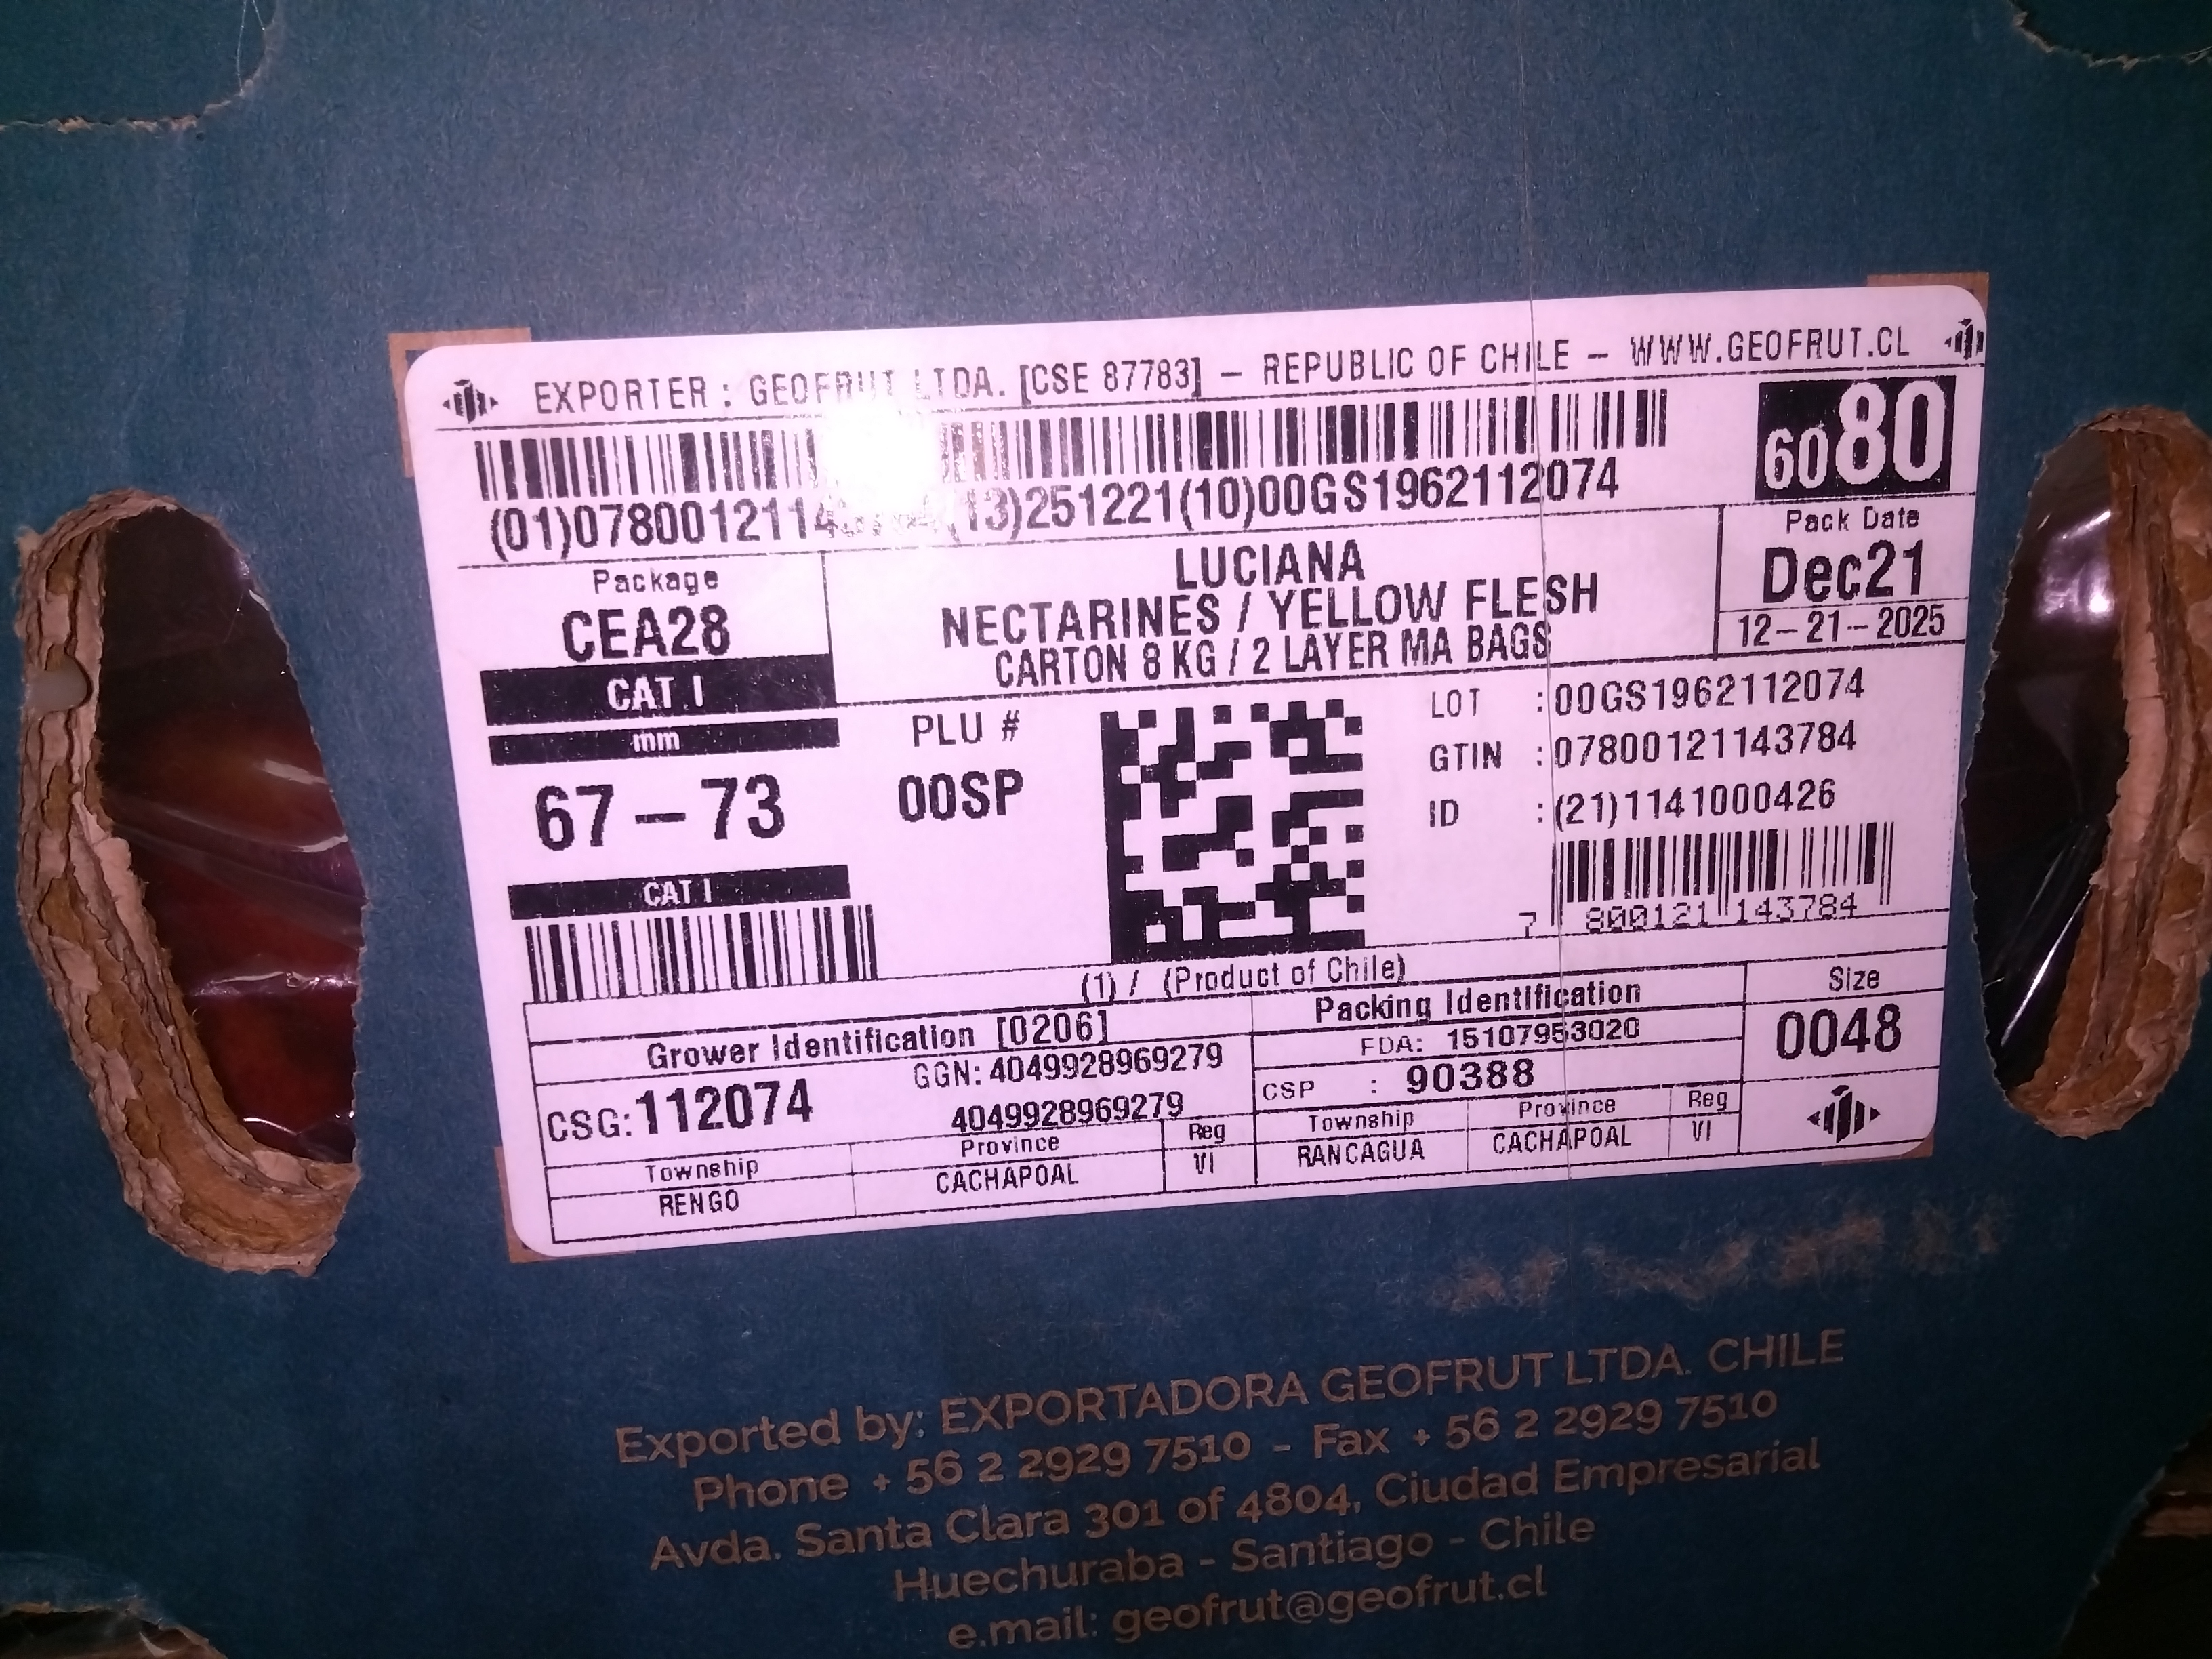 EXPORTER : GEOFRUT LTDA. [CSE 87783] – REPUBLIC OF CHILE – WWW.GEOFRUT.CL
6080
(13)251221(10)00GS1962112074
Package
CEA28
CAT I
mm
67 – 73
CAT I
LUCIANA
NECTARINES / YELLOW FLESH
CARTON 8 KG / 2 LAYER MA BAGS
Pack Date
Dec21
12-21-2025
PLU #
00SP
LOT :00GS1962112074
GTIN :07800121143784
ID :(21)1141000426
7 800121 143784
(1) / (Product of Chile)
Grower Identification [0206]
CSG:112074
GGN: 4049928969279
4049928969279
Township Province Reg
RENGO CACHAPOAL VI
Packing Identification
FDA: 15107953020
CSP : 90388
Township Province Reg
RANCAGUA CACHAPOAL VI
Size
0048
Exported by: EXPORTADORA GEOFRUT LTDA. CHILE
Phone + 56 2 2929 7510 - Fax + 56 2 2929 7510
Avda. Santa Clara 301 of 4804, Ciudad Empresarial
Huechuraba - Santiago - Chile
e.mail: geofrut@geofrut.cl